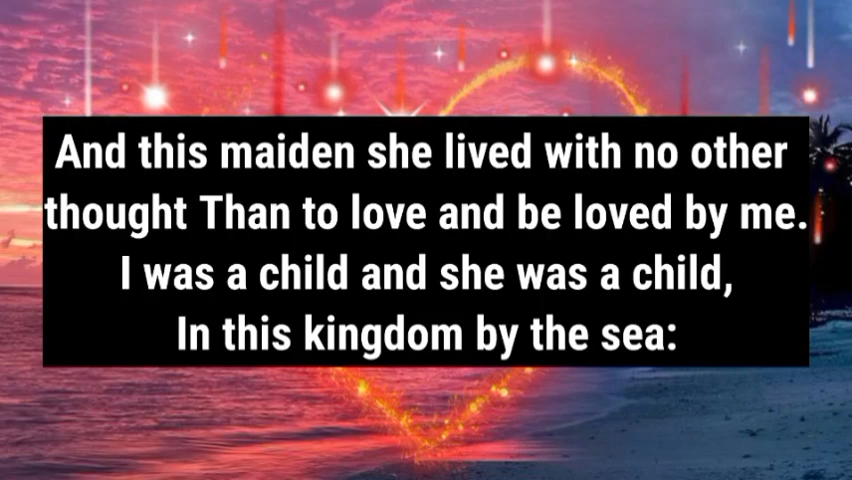 And this maiden she lived with no other
thought Than to love and be loved by me.
I was a child and she was a child,
In this kingdom by the sea: